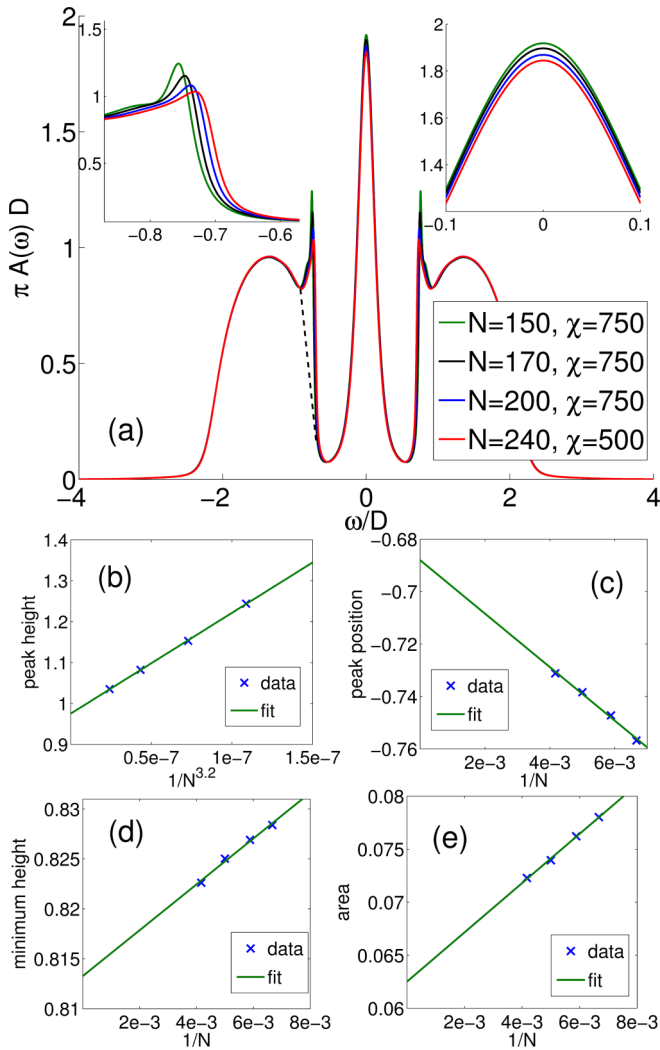 1.5
1
0.5
−0.8
−0.7
−0.6
2
1.8
1.6
1.4
−0.1
0
0.1
2
1.5
1
0.5
0
π A(ω) D
(a)
N=150, χ=750
N=170, χ=750
N=200, χ=750
N=240, χ=500
−4
−2
0
2
4
ω/D
1.4
1.3
1.2
1.1
1
0.9
peak height
(b)
data
fit
0.5e−7
1e−7
1.5e−7
1/N^3.2
−0.68
−0.7
−0.72
−0.74
−0.76
peak position
(c)
data
fit
2e−3
4e−3
6e−3
1/N
0.83
0.825
0.82
0.815
0.81
minimum height
(d)
data
fit
2e−3
4e−3
6e−3
8e−3
1/N
0.08
0.075
0.07
0.065
0.06
area
(e)
data
fit
2e−3
4e−3
6e−3
8e−3
1/N